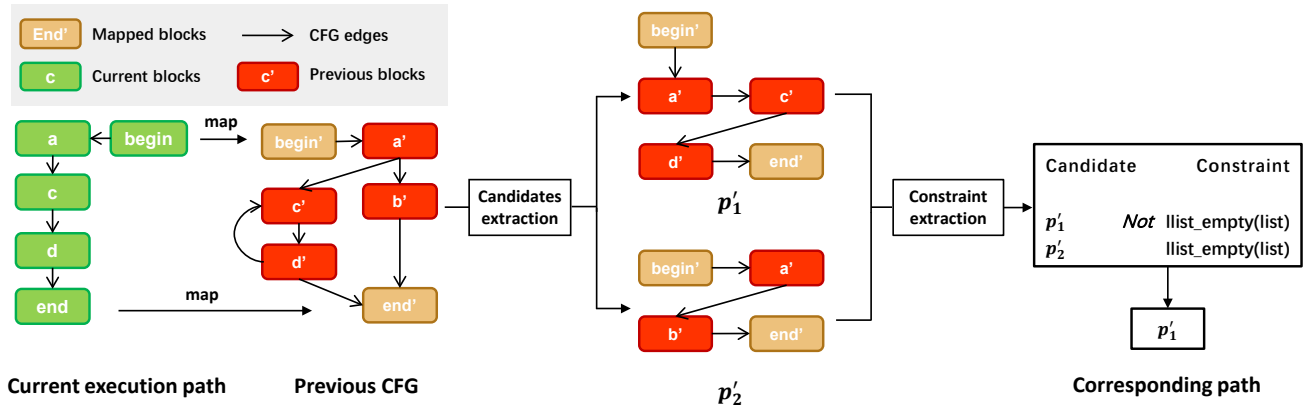 End’ Mapped blocks CFG edges
c Current blocks c’ Previous blocks
a begin
c
d
end
map
map
Current execution path
begin’ a’
c’ b’
d’
end’
Previous CFG
Candidates
extraction
begin’
a’ c’
d’ end’
p′₁
begin’ a’
b’ end’
p′₂
Constraint
extraction
Candidate Constraint
p′₁ Not llist_empty(list)
p′₂ llist_empty(list)
p′₁
Corresponding path